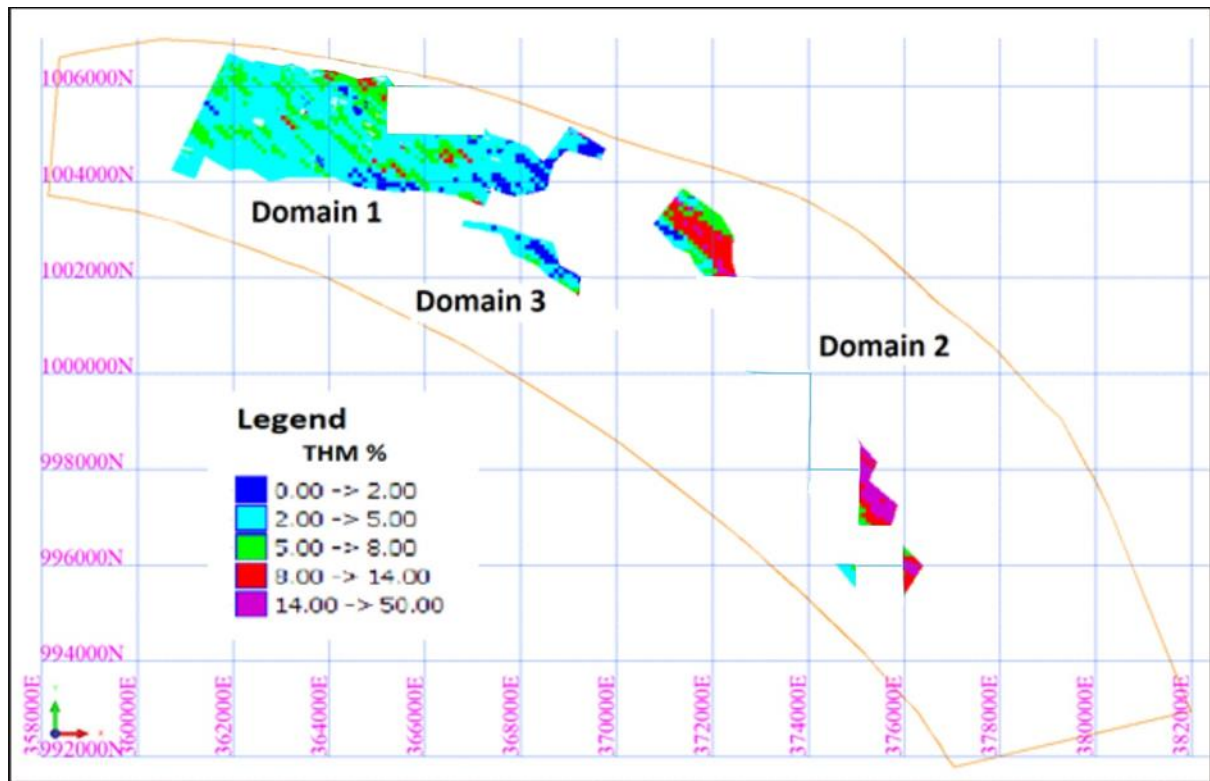 1006000N
1004000N
Domain 1
1002000N
Domain 3
Domain 2
1000000N
Legend
THM %
998000N
0.00 -> 2.00
2.00 -> 5.00
5.00 -> 8.00
996000N
8.00 -> 14.00
14.00 -> 50.00
994000N
992000N
358000E
360000E
362000E
364000E
366000E
368000E
370000E
372000E
374000E
376000E
378000E
380000E
382000E